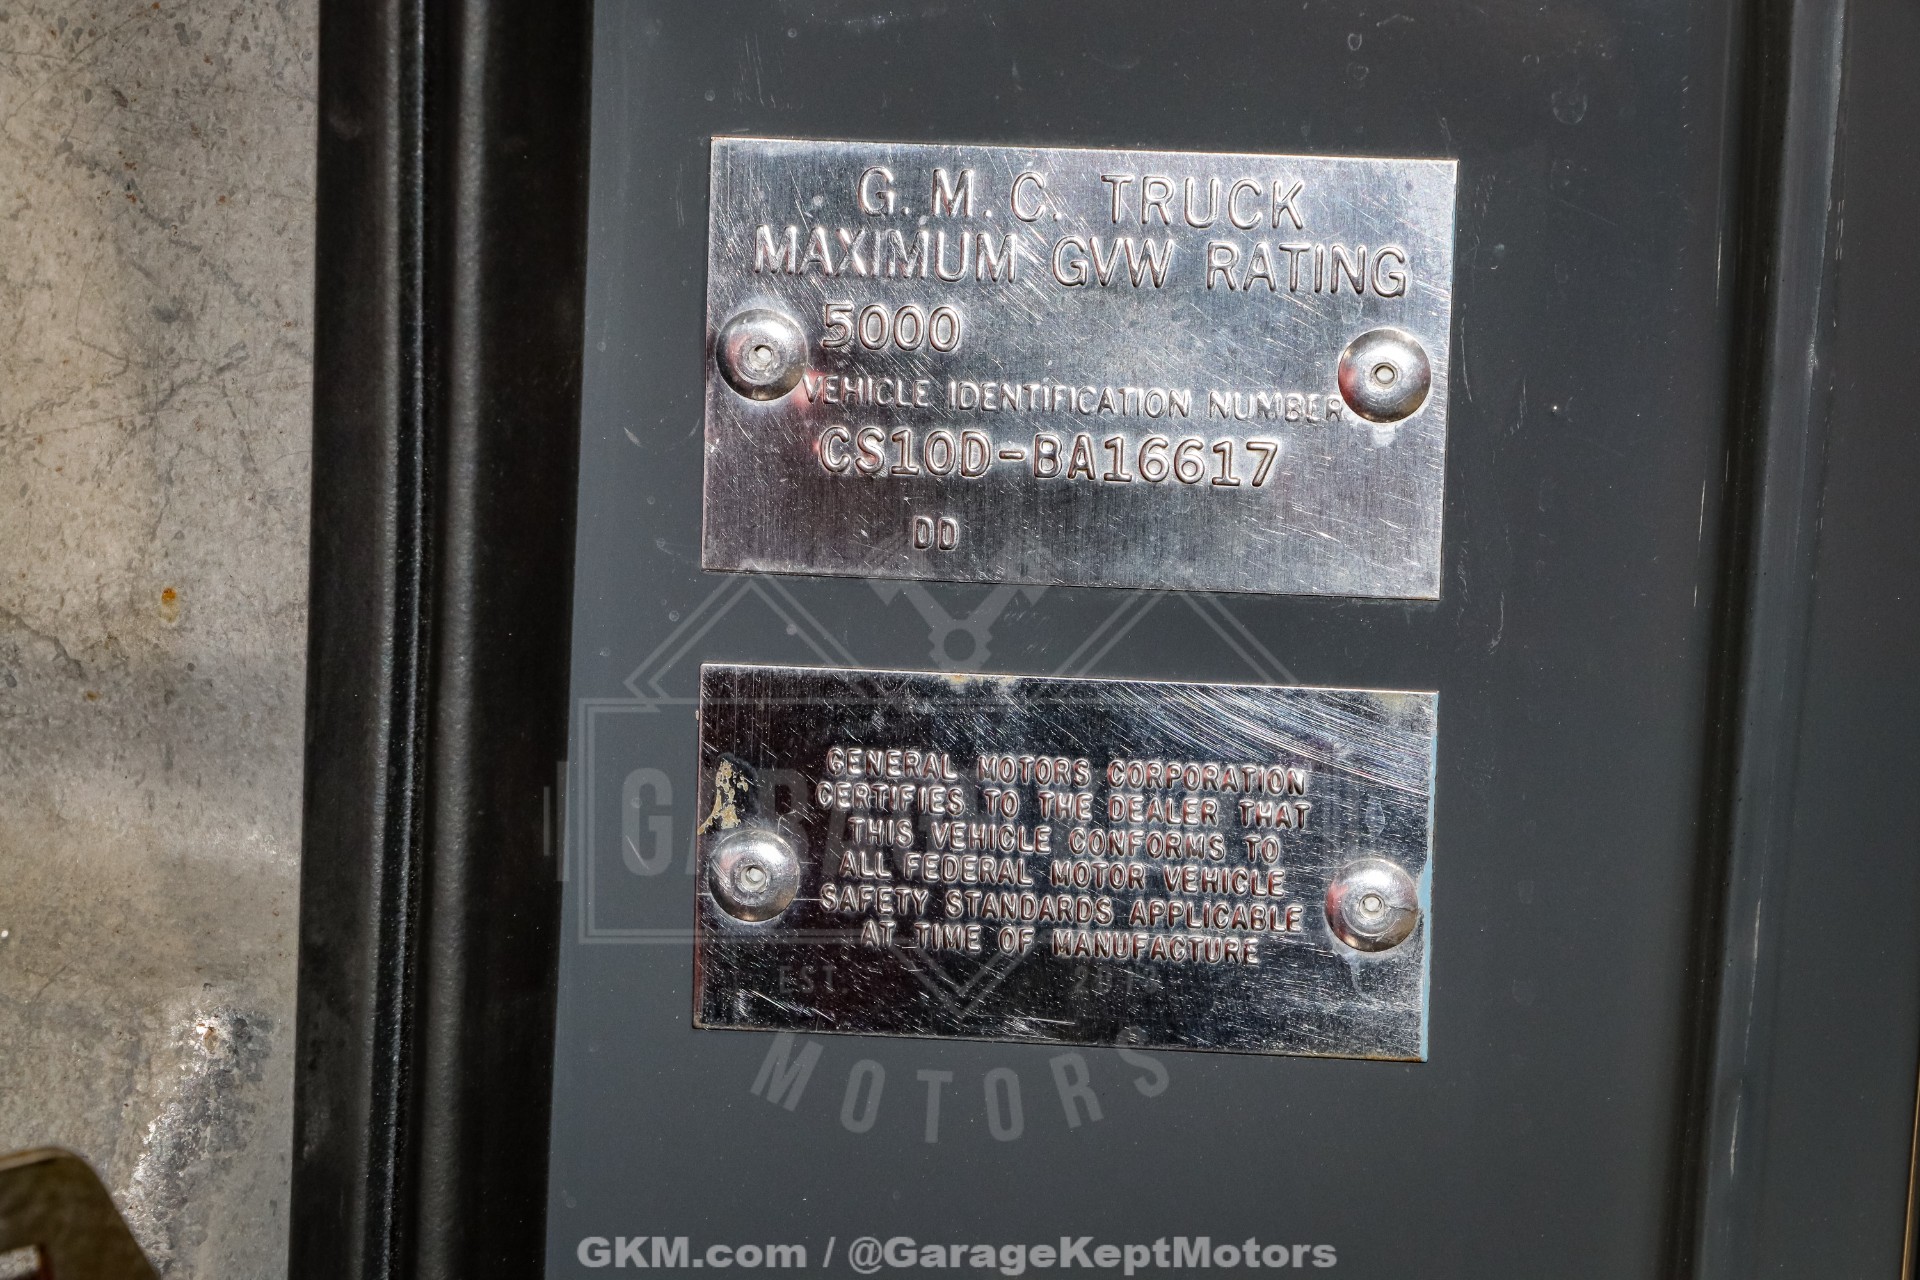 G.M.C. TRUCK
MAXIMUM GVW RATING
5000
VEHICLE IDENTIFICATION NUMBER
CS10D-BA16617
DD
GENERAL MOTORS CORPORATION
CERTIFIES TO THE DEALER THAT
THIS VEHICLE CONFORMS TO
ALL FEDERAL MOTOR VEHICLE
SAFETY STANDARDS APPLICABLE
AT TIME OF MANUFACTURE
EST.
MOTORS
GKM.com / @GarageKeptMotors